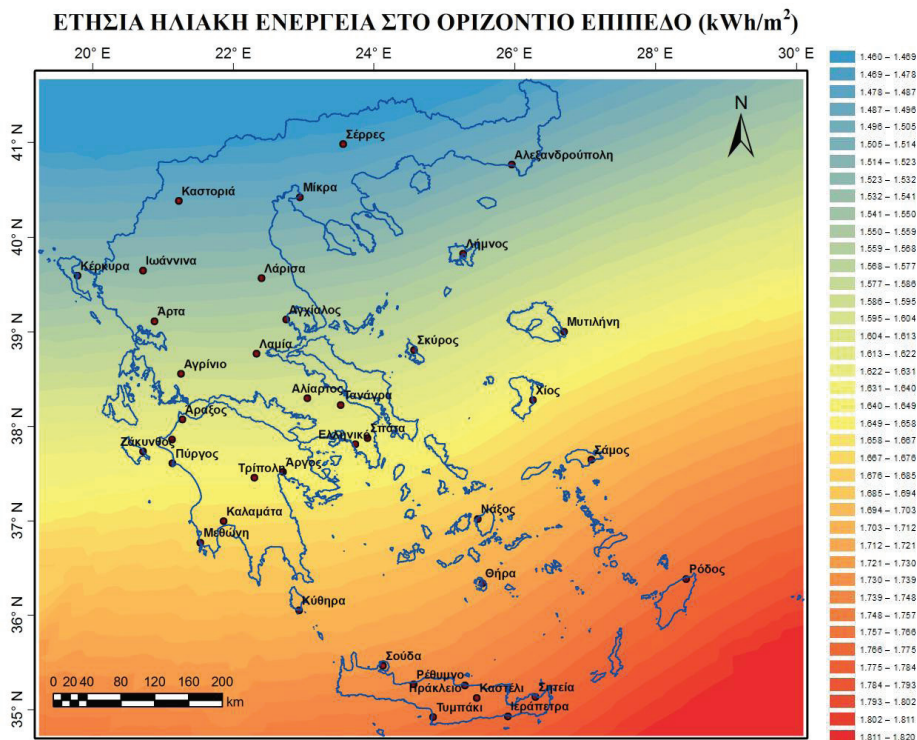 ΕΤΗΣΙΑ ΗΛΙΑΚΗ ΕΝΕΡΓΕΙΑ ΣΤΟ ΟΡΙΖΟΝΤΙΟ ΕΠΙΠΕΔΟ (kWh/m²)
20° E 22° E 24° E 26° E 28° E 30° E
N
41° N
40° N
39° N
38° N
37° N
36° N
35° N
Σέρρες
Αλεξανδρούπολη
Καστοριά
Μίκρα
Λήμνος
Ιωάννινα
Κέρκυρα
Λάρισα
Άρτα
Αγχίαλος
Μυτιλήνη
Σκύρος
Λαμία
Αγρίνιο
Αλίαρτος
Τανάγρα
Χίος
Άραξος
Σπάτα
Ελληνικό
Ζάκυνθος
Πύργος
Άργος
Τρίπολη
Σάμος
Καλαμάτα
Νάξος
Μεθώνη
Θήρα
Ρόδος
Κύθηρα
Σούδα
Ρέθυμνο
Ηράκλειο
Καστέλι
Σητεία
Τυμπάκι
Ιεράπετρα
0 20 40 80 120 160 200
km
1.460 – 1.469
1.469 – 1.478
1.478 – 1.487
1.487 – 1.496
1.496 – 1.505
1.505 – 1.514
1.514 – 1.523
1.523 – 1.532
1.532 – 1.541
1.541 – 1.550
1.550 – 1.559
1.559 – 1.568
1.568 – 1.577
1.577 – 1.586
1.586 – 1.595
1.595 – 1.604
1.604 – 1.613
1.613 – 1.622
1.622 – 1.631
1.631 – 1.640
1.640 – 1.649
1.649 – 1.658
1.658 – 1.667
1.667 – 1.676
1.676 – 1.685
1.685 – 1.694
1.694 – 1.703
1.703 – 1.712
1.712 – 1.721
1.721 – 1.730
1.730 – 1.739
1.739 – 1.748
1.748 – 1.757
1.757 – 1.766
1.766 – 1.775
1.775 – 1.784
1.784 – 1.793
1.793 – 1.802
1.802 – 1.811
1.811 – 1.820